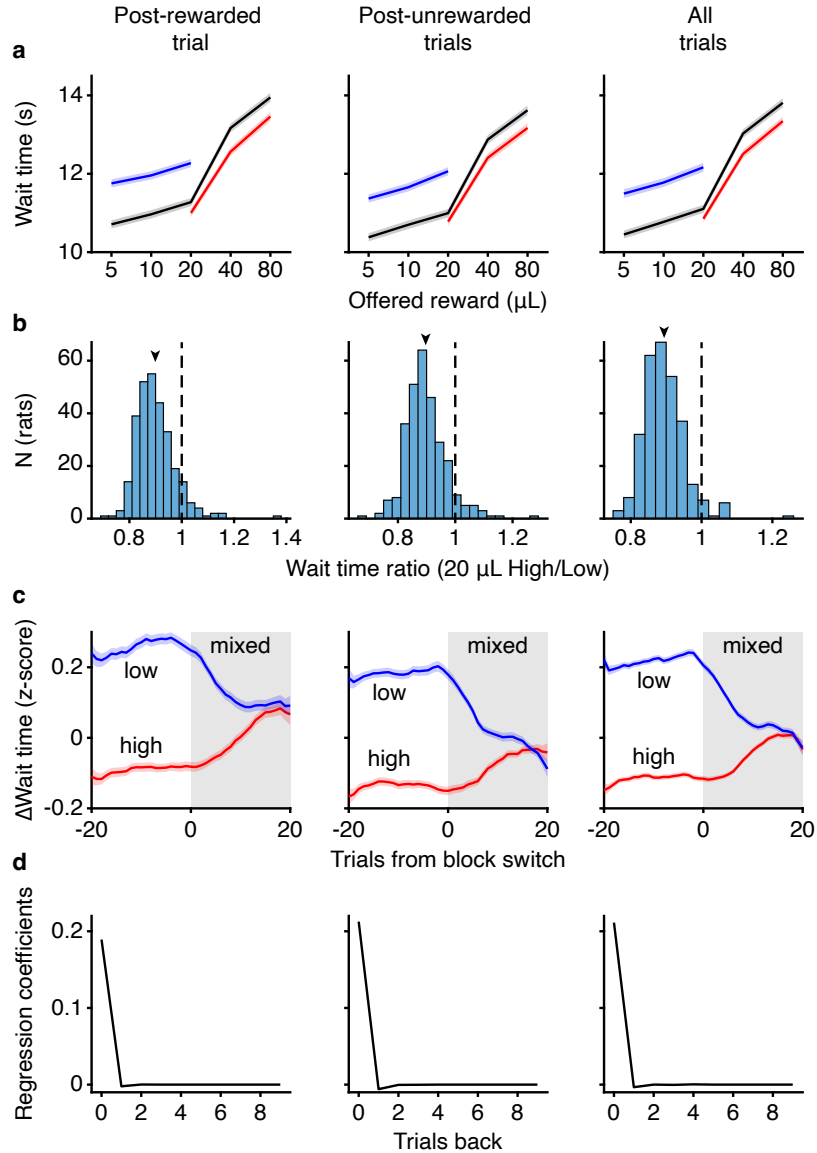 Post-rewarded
trial
Post-unrewarded
trials
All
trials
a
Wait time (s)
14
12
10
5 10 20 40 80
5 10 20 40 80
5 10 20 40 80
Offered reward (μL)
b
N (rats)
60
40
20
0
0.8 1 1.2 1.4
0.8 1 1.2
0.8 1 1.2
Wait time ratio (20 μL High/Low)
c
ΔWait time (z-score)
0.2
0
-0.2
low
high
mixed
low
high
mixed
low
high
mixed
-20 0 20
-20 0 20
-20 0 20
Trials from block switch
d
Regression coefficients
0.2
0.1
0
0 2 4 6 8
0 2 4 6 8
0 2 4 6 8
Trials back